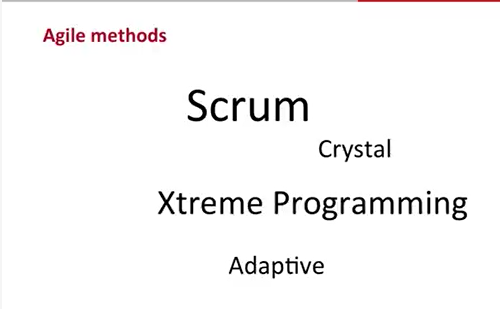 Agile methods
Scrum
Crystal
Xtreme Programming
Adaptive